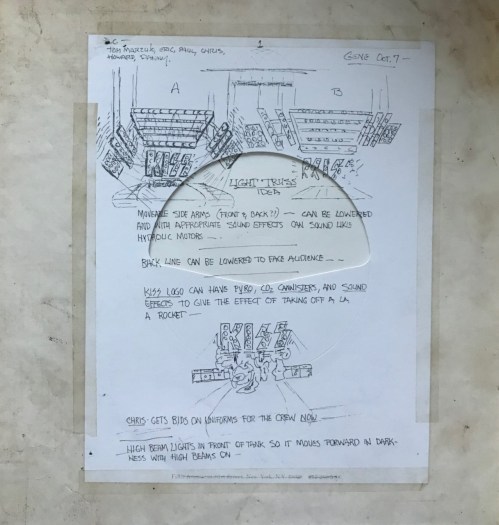 CC-
TOM MARZULO, ERIC, PAUL, CHRIS,
HOWARD, STANLEY.
GENE Oct. 7 -
A
B
KISS
KISS
LIGHT TRUSS
IDEA
MOVEABLE SIDE ARMS (FRONT & BACK?!) - CAN BE LOWERED
AND WITH APPROPRIATE SOUND EFFECTS CAN SOUND LIKE
HYDROLIC MOTORS - . .
BACK LINE CAN BE LOWERED TO FACE AUDIENCE - . .
KISS LOGO CAN HAVE PYRO, CO2 CANNISTERS, AND SOUND
EFFECTS TO GIVE THE EFFECT OF TAKING OFF A LA
A ROCKET -
KISS
CHRIS- GETS BIDS ON UNIFORMS FOR THE CREW NOW -
HIGH BEAM LIGHTS IN FRONT OF TANK SO IT MOVES FORWARD IN DARK-
NESS WITH HIGH BEAMS ON -